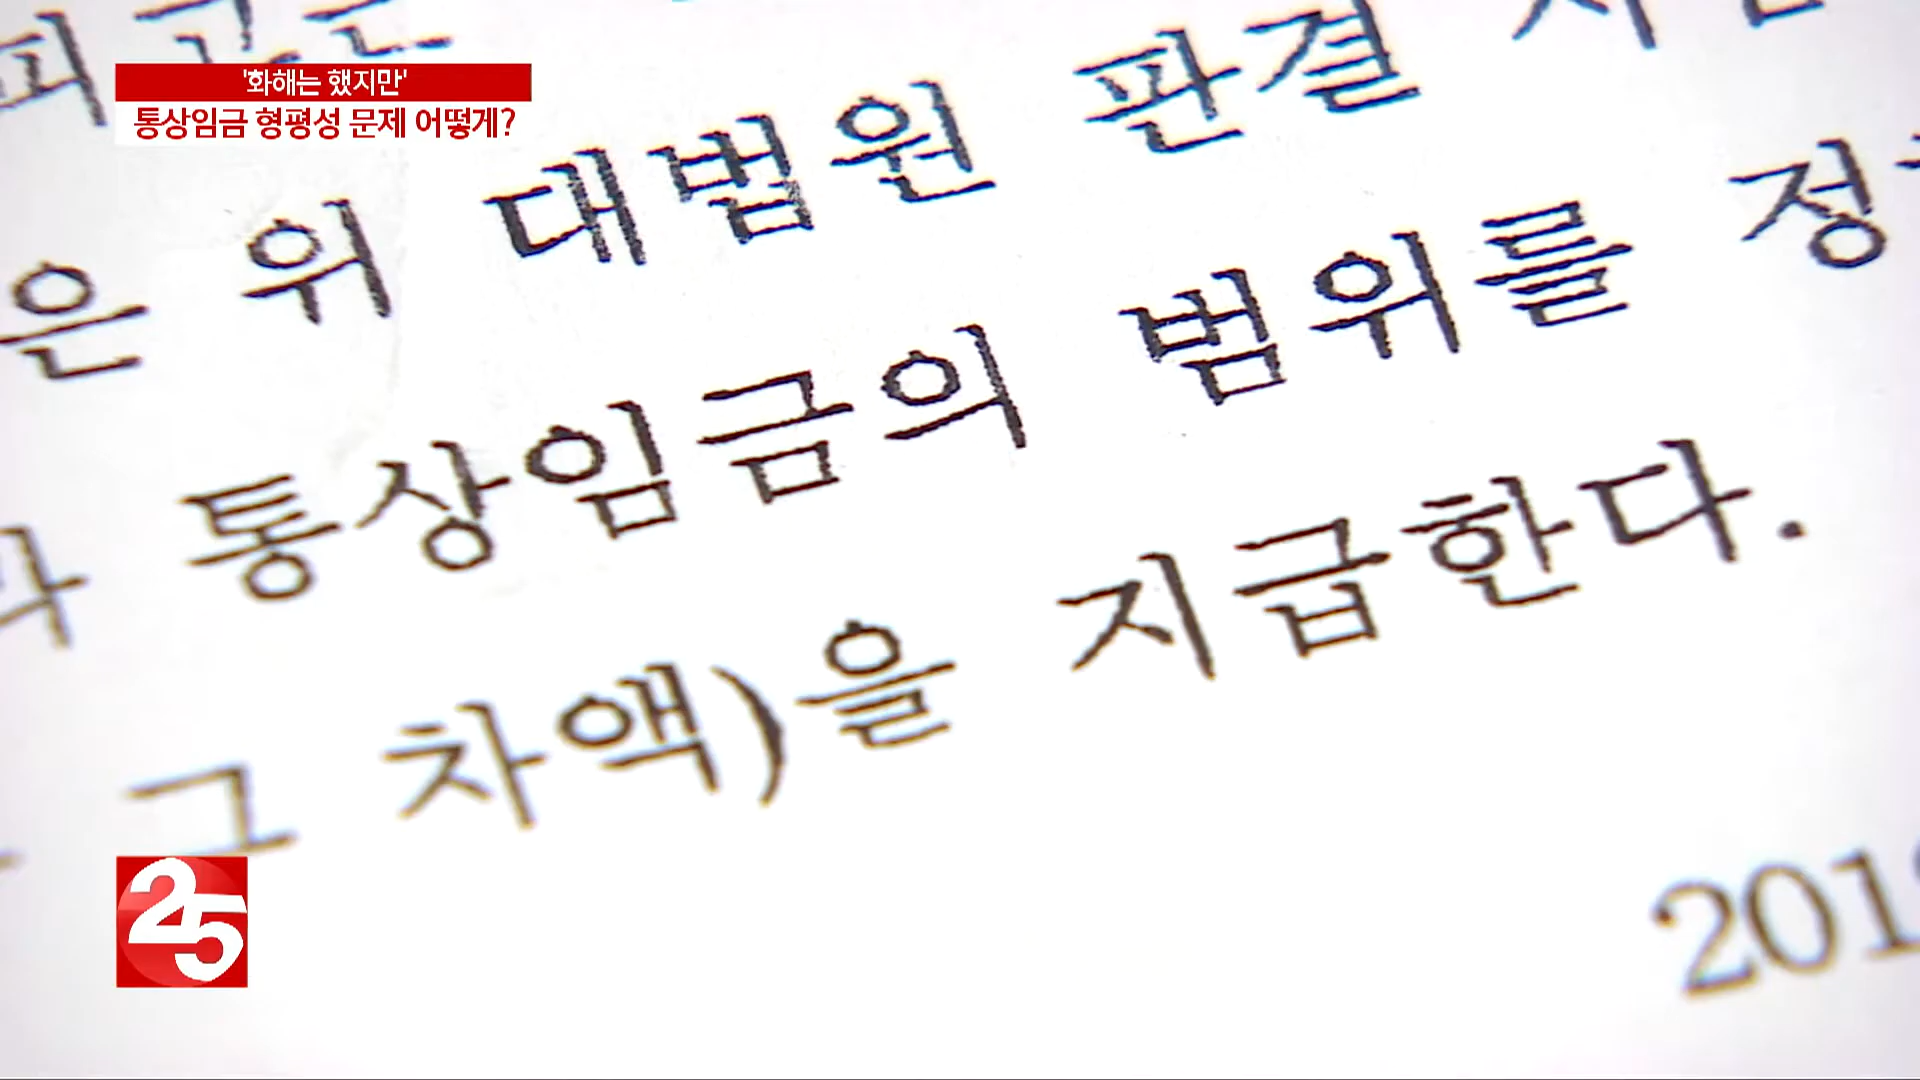 '화해는 했지만'
통상임금 형평성 문제 어떻게?
위 대법원 판결
은 위 대법원 판결
통상임금의 범위를
그 차액)을 지급한다.
25